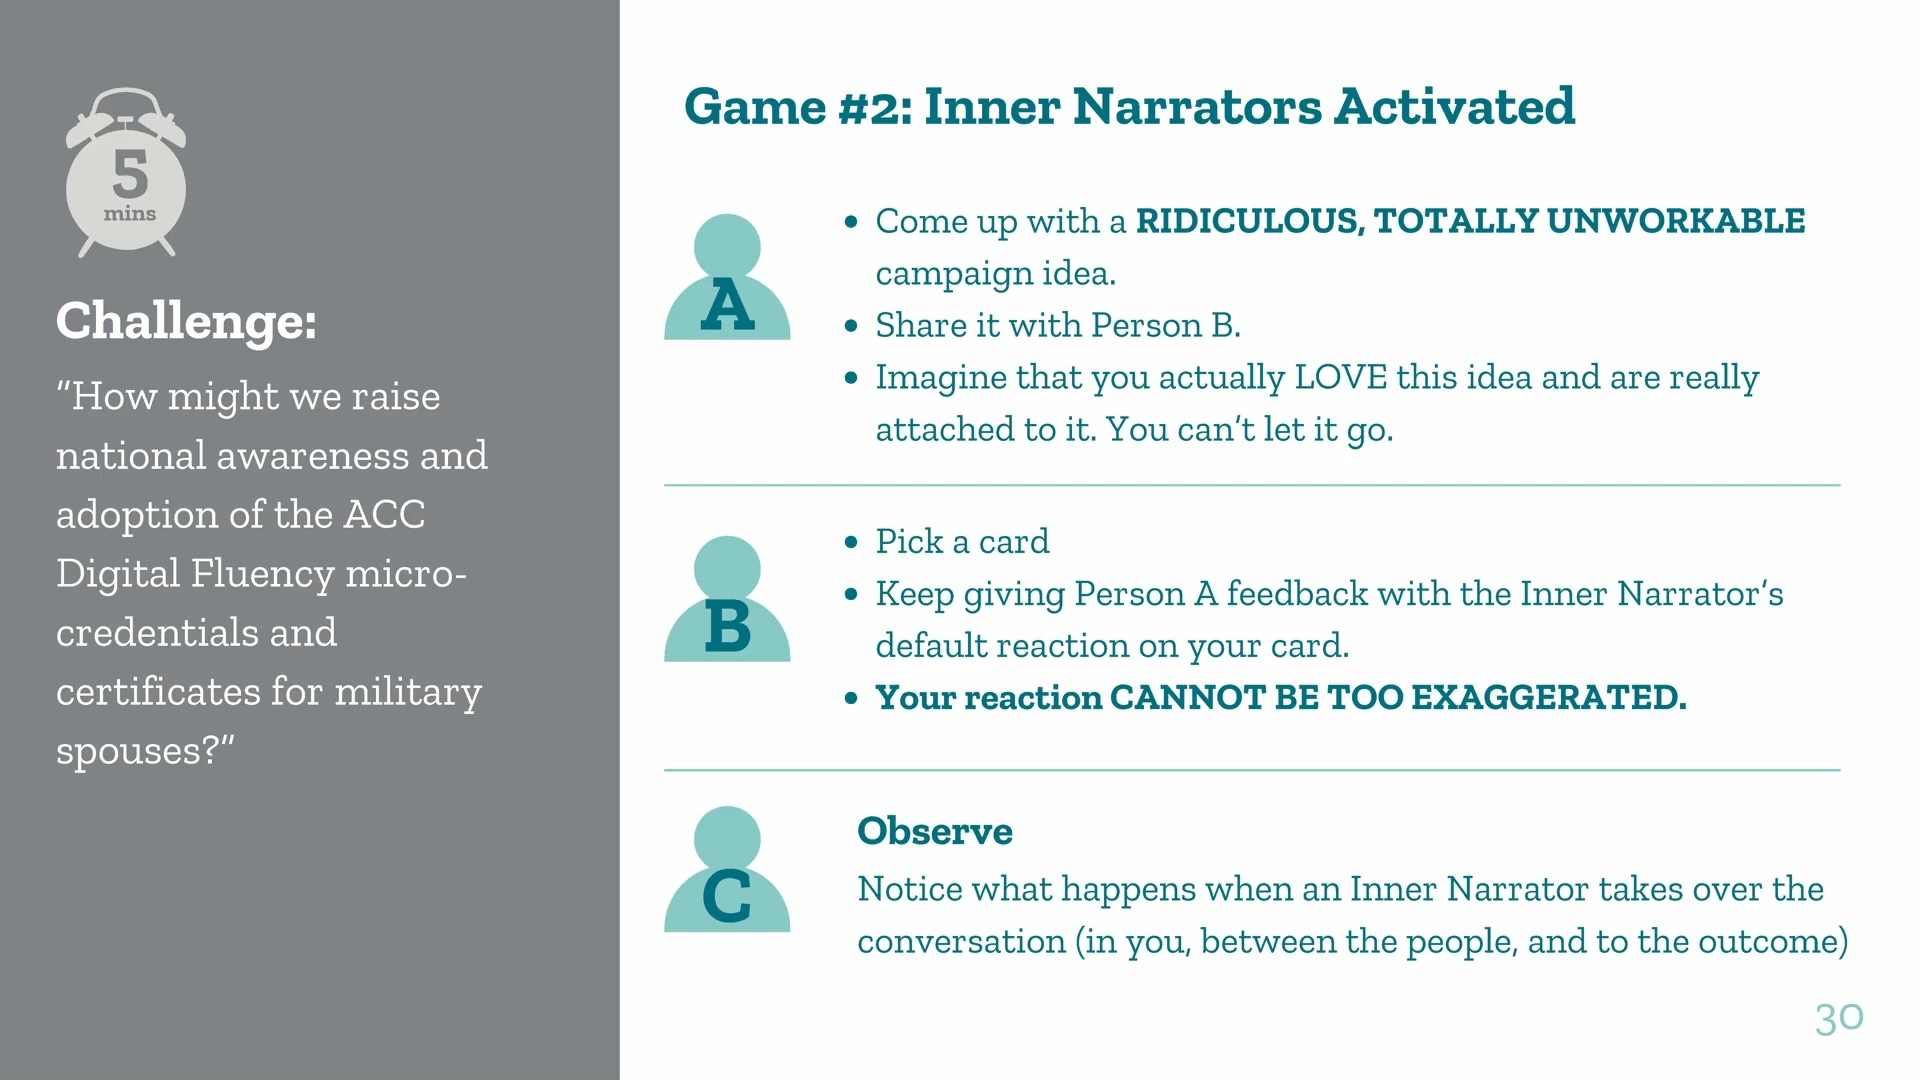 5
mins
Challenge:
"How might we raise
national awareness and
adoption of the ACC
Digital Fluency micro-
credentials and
certificates for military
spouses?"
Game #2: Inner Narrators Activated
A
• Come up with a RIDICULOUS, TOTALLY UNWORKABLE
campaign idea.
• Share it with Person B.
• Imagine that you actually LOVE this idea and are really
attached to it. You can't let it go.
B
• Pick a card
• Keep giving Person A feedback with the Inner Narrator's
default reaction on your card.
• Your reaction CANNOT BE TOO EXAGGERATED.
C
Observe
Notice what happens when an Inner Narrator takes over the
conversation (in you, between the people, and to the outcome)
30